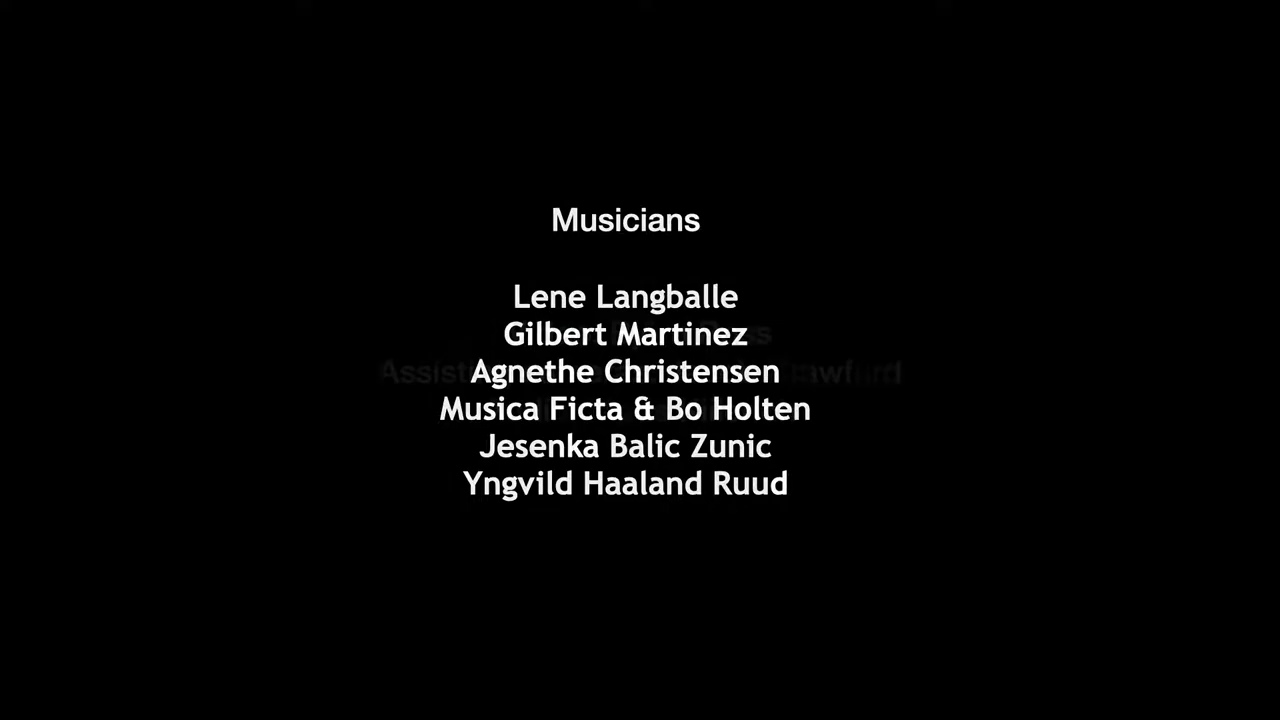 Musicians
Lene Langballe
Gilbert Martinez
Agnethe Christensen
Musica Ficta & Bo Holten
Jesenka Balic Zunic
Yngvild Haaland Ruud